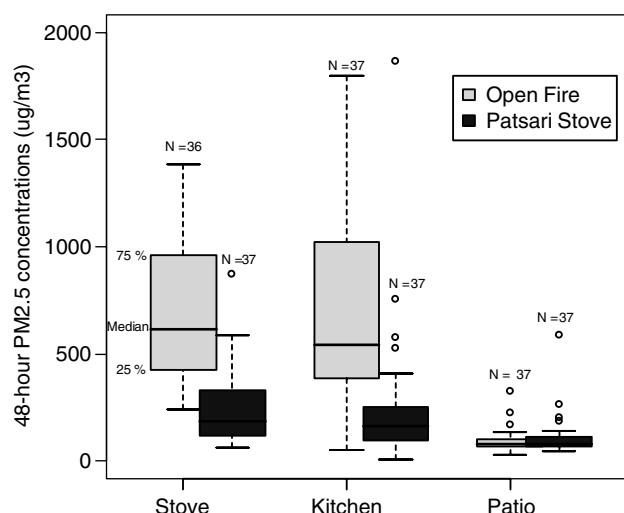 48-hour PM2.5 concentrations (ug/m3)
2000
1500
1000
500
0
Open Fire
Patsari Stove
N =36
N =37
N =37
N =37
N = 37
N =37
75 %
Median
25 %
Stove
Kitchen
Patio